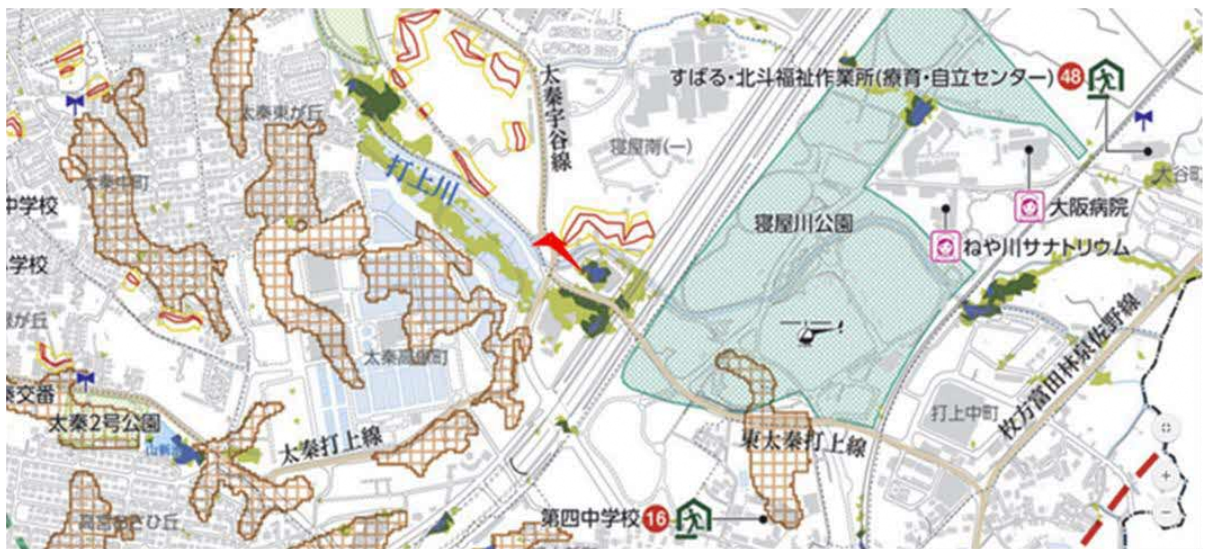 太秦東が丘
太秦宇谷線
すばる・北斗福祉作業所(療育・自立センター) 48
寝屋南(一)
太秦中町
打上川
大谷町
中学校
大阪病院
寝屋川公園
ねや川サナトリウム
学校
が丘
太秦高部町
枚方富田林泉佐野線
秦交番
太秦2号公園
打上中町
太秦打上線
東太秦打上線
第四中学校 16